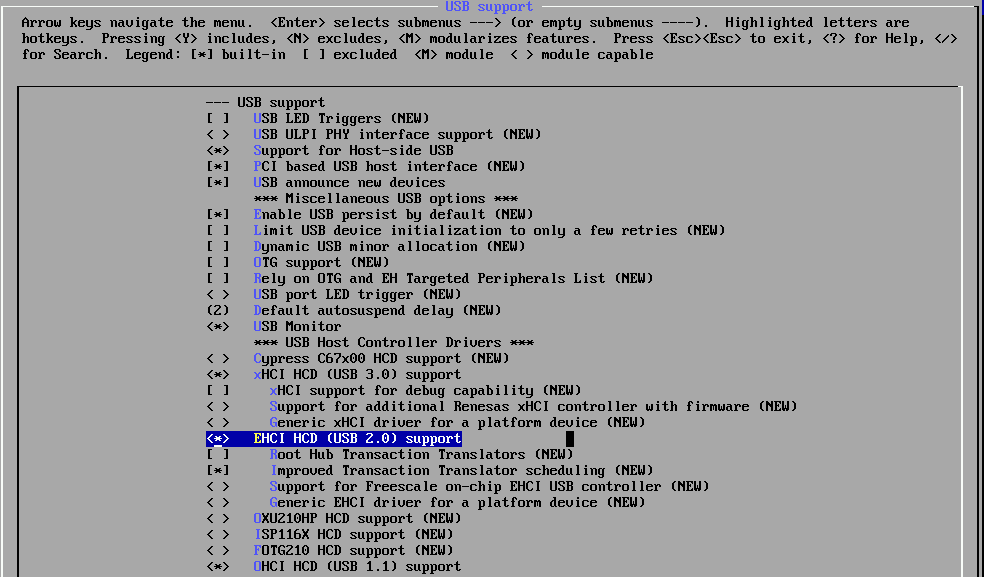 USB support
Arrow keys navigate the menu.  <Enter> selects submenus ---> (or empty submenus ----).  Highlighted letters are
hotkeys.  Pressing <Y> includes, <N> excludes, <M> modularizes features.  Press <Esc><Esc> to exit, <?> for Help, </>
for Search.  Legend: [*] built-in  [ ] excluded  <M> module  < > module capable
--- USB support
[ ]   USB LED Triggers (NEW)
< >   USB ULPI PHY interface support (NEW)
<*>   Support for Host-side USB
[*]   PCI based USB host interface (NEW)
[*]   USB announce new devices
*** Miscellaneous USB options ***
[*]   Enable USB persist by default (NEW)
[ ]   Limit USB device initialization to only a few retries (NEW)
[ ]   Dynamic USB minor allocation (NEW)
[ ]   OTG support (NEW)
[ ]   Rely on OTG and EH Targeted Peripherals List (NEW)
< >   USB port LED trigger (NEW)
(2)   Default autosuspend delay (NEW)
<*>   USB Monitor
*** USB Host Controller Drivers ***
< >   Cypress C67x00 HCD support (NEW)
<*>   xHCI HCD (USB 3.0) support
[ ]     xHCI support for debug capability (NEW)
< >     Support for additional Renesas xHCI controller with firmware (NEW)
< >     Generic xHCI driver for a platform device (NEW)
<*>   EHCI HCD (USB 2.0) support
[ ]     Root Hub Transaction Translators (NEW)
[*]     Improved Transaction Translator scheduling (NEW)
< >     Support for Freescale on-chip EHCI USB controller (NEW)
< >     Generic EHCI driver for a platform device (NEW)
< >   OXU210HP HCD support (NEW)
< >   ISP116X HCD support (NEW)
< >   FOTG210 HCD support (NEW)
<*>   OHCI HCD (USB 1.1) support